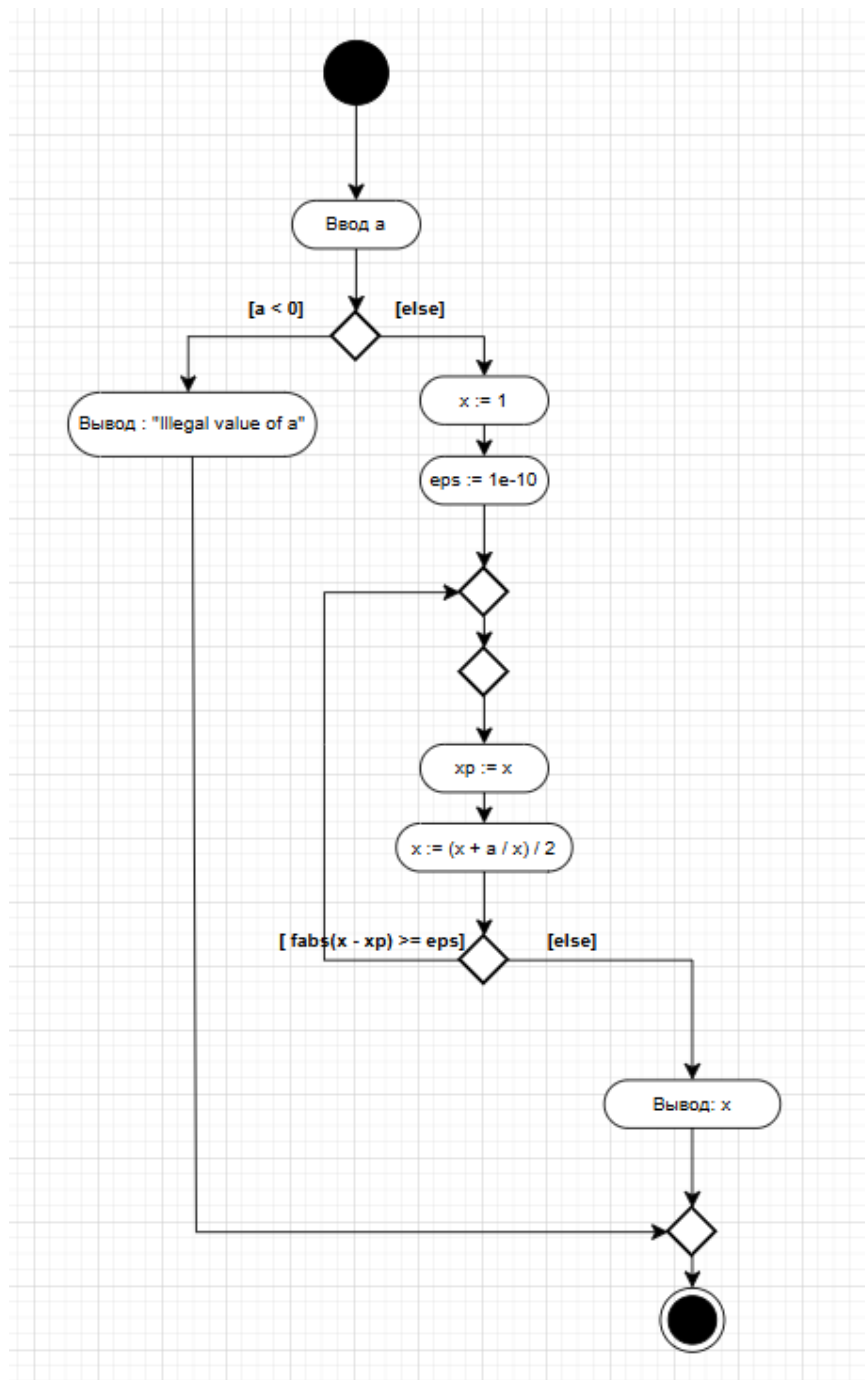 Ввод a
[a < 0]
[else]
Вывод : "Illegal value of a"
x := 1
eps := 1e-10
xp := x
x := (x + a / x) / 2
[ fabs(x - xp) >= eps]
[else]
Вывод: x